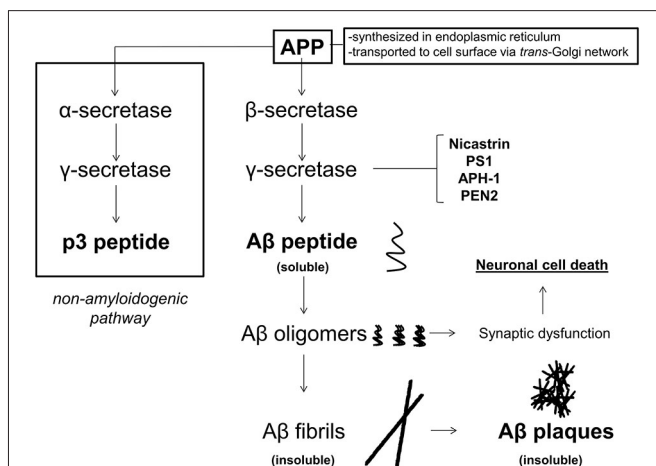 APP
-synthesized in endoplasmic reticulum
-transported to cell surface via trans-Golgi network
α-secretase
γ-secretase
p3 peptide
non-amyloidogenic
pathway
β-secretase
γ-secretase
Nicastrin
PS1
APH-1
PEN2
Aβ peptide
(soluble)
Aβ oligomers
Synaptic dysfunction
Neuronal cell death
Aβ fibrils
(insoluble)
Aβ plaques
(insoluble)